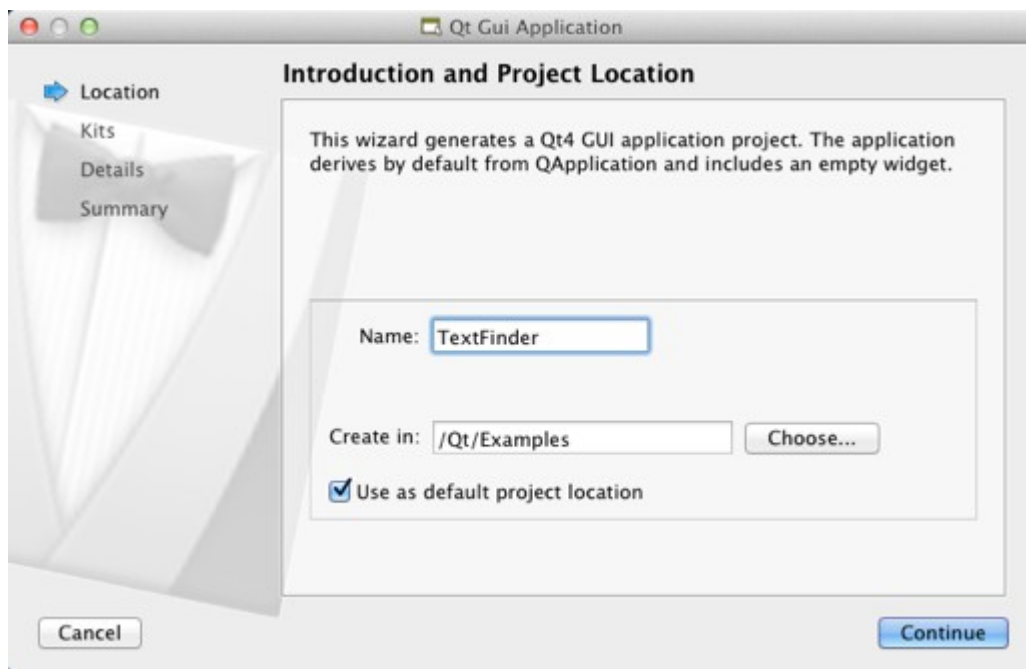 Qt Gui Application
Location
Kits
Details
Summary
Introduction and Project Location
This wizard generates a Qt4 GUI application project. The application
derives by default from QApplication and includes an empty widget.
Name: TextFinder
Create in: /Qt/Examples Choose...
Use as default project location
Cancel Continue